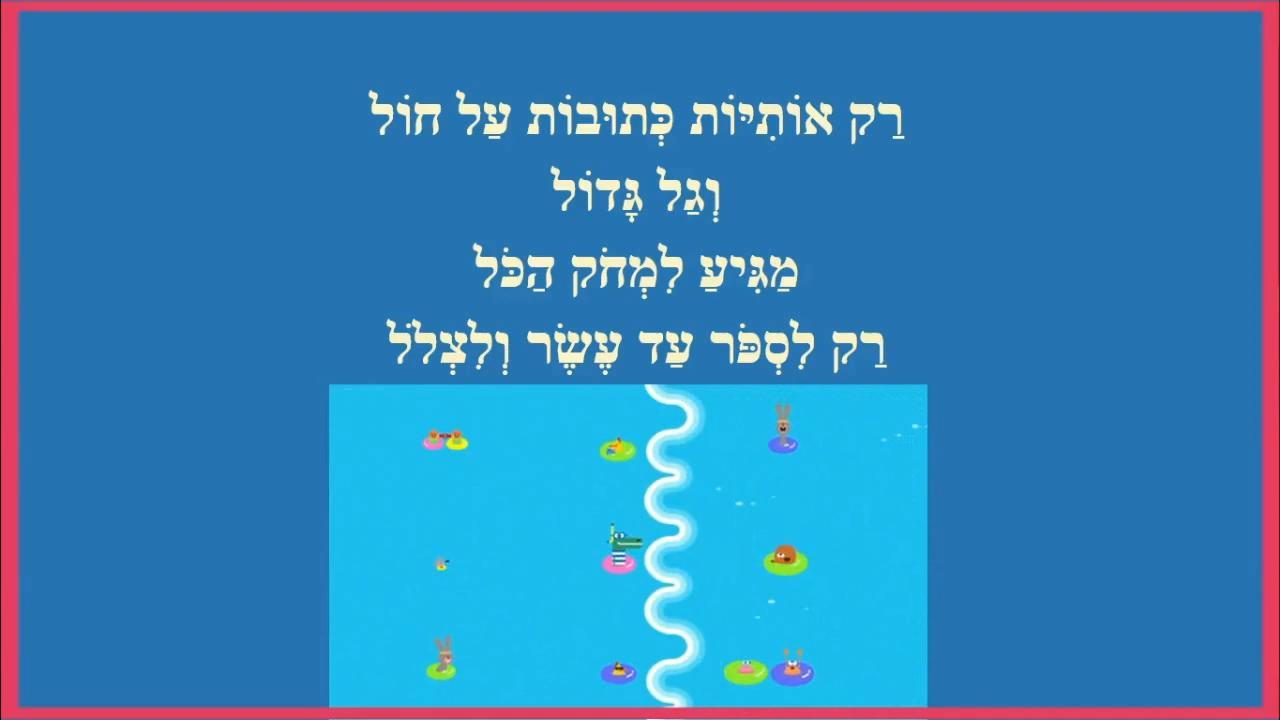 רַק אוֹתִיּוֹת כְּתוּבוֹת עַל חוֹל
וְגַל גָּדוֹל
מַגִּיעַ לִמְחֹק הַכֹּל
רַק לִסְפֹּר עַד עֶשֶׂר וְלִצְלֹל